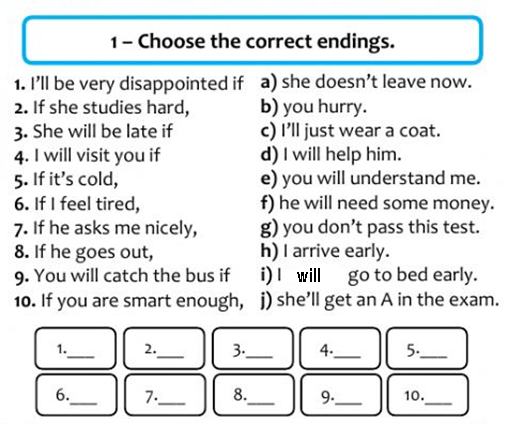 1 – Choose the correct endings.
1. I'll be very disappointed if a) she doesn't leave now.
2. If she studies hard, b) you hurry.
3. She will be late if c) I'll just wear a coat.
4. I will visit you if d) I will help him.
5. If it's cold, e) you will understand me.
6. If I feel tired, f) he will need some money.
7. If he asks me nicely, g) you don't pass this test.
8. If he goes out, h) I arrive early.
9. You will catch the bus if i) I will go to bed early.
10. If you are smart enough, j) she'll get an A in the exam.
1.___ 2.___ 3.___ 4.___ 5.___
6.___ 7.___ 8.___ 9.___ 10.___